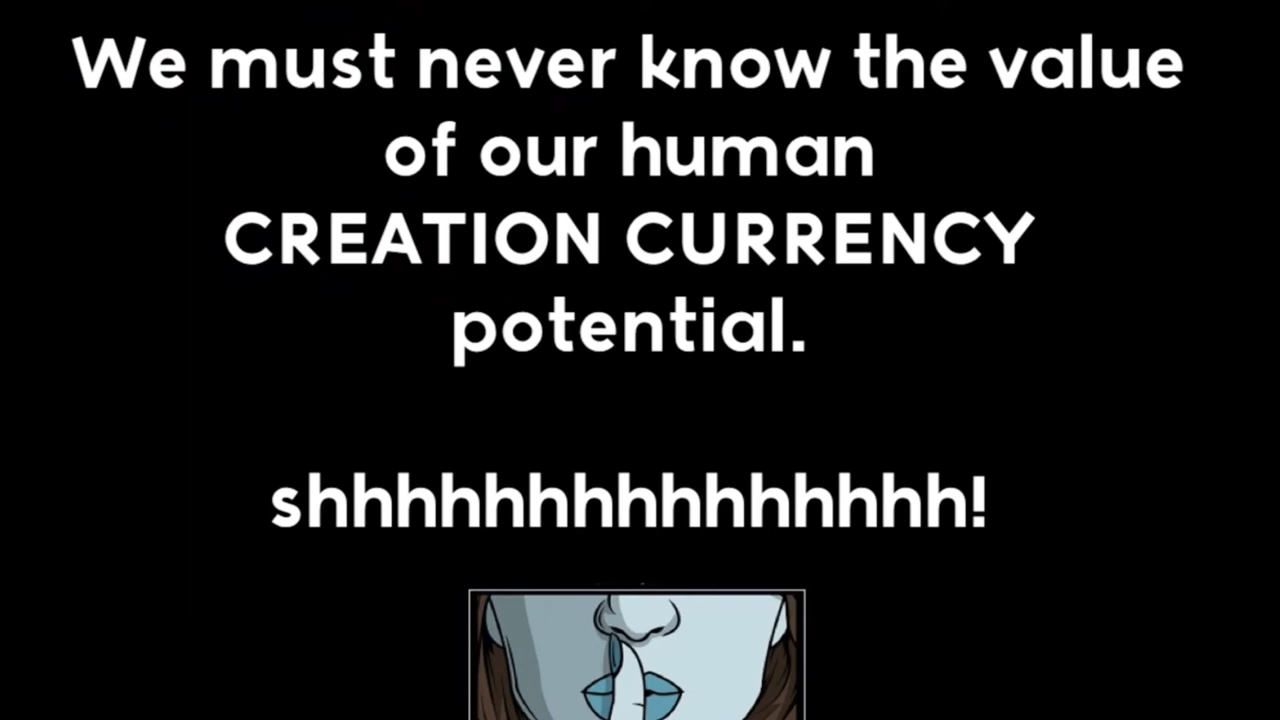 We must never know the value
of our human
CREATION CURRENCY
potential.
shhhhhhhhhhhhhhh!